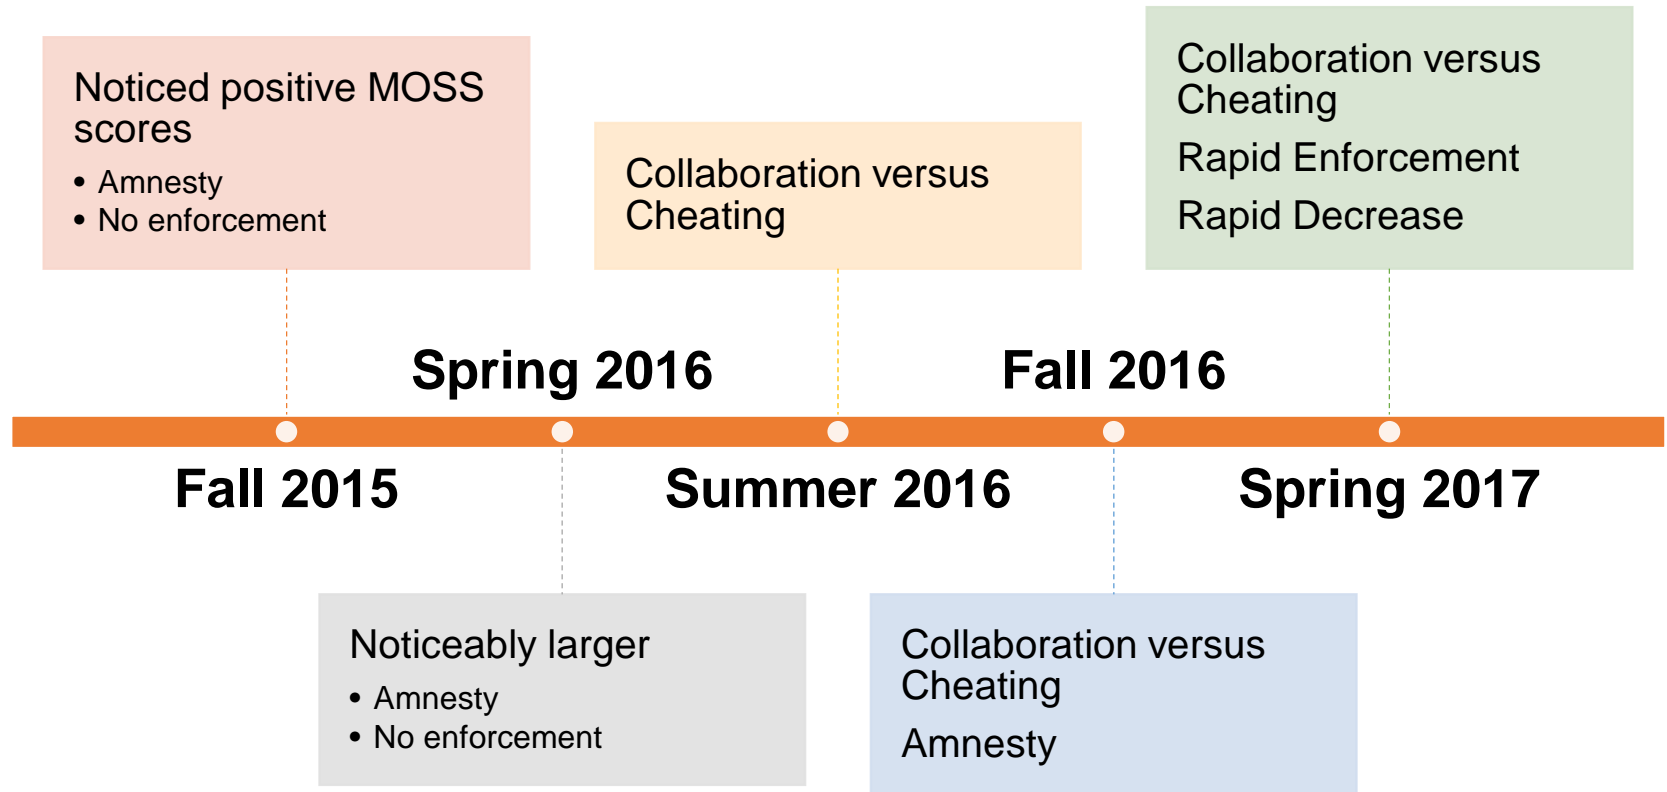 Noticed positive MOSS
scores
• Amnesty
• No enforcement
Collaboration versus
Cheating
Collaboration versus
Cheating
Rapid Enforcement
Rapid Decrease
Spring 2016
Fall 2016
Fall 2015
Summer 2016
Spring 2017
Noticeably larger
• Amnesty
• No enforcement
Collaboration versus
Cheating
Amnesty